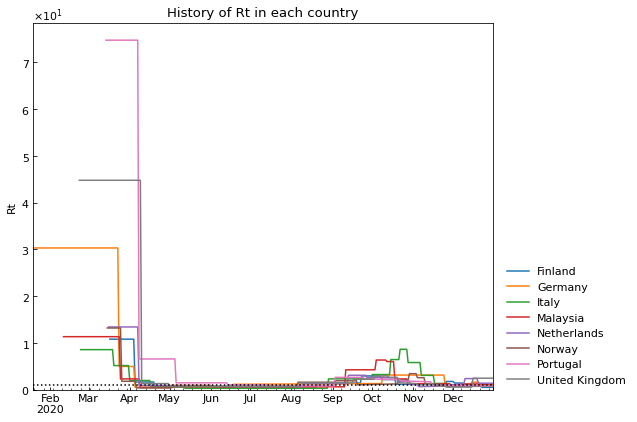 History of Rt in each country
×10¹
7
6
5
4
3
2
1
0
Rt
Feb Mar Apr May Jun Jul Aug Sep Oct Nov Dec
2020
Finland
Germany
Italy
Malaysia
Netherlands
Norway
Portugal
United Kingdom